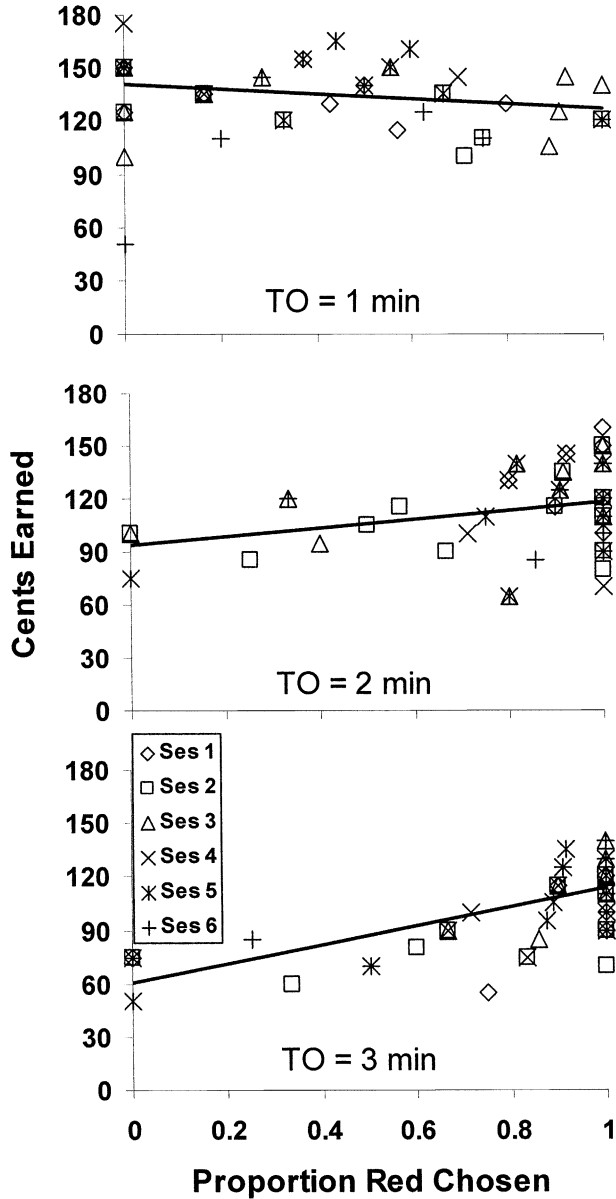 180
150
120
90
60
30
0
TO = 1 min
180
150
120
90
60
30
0
TO = 2 min
Cents Earned
180
150
120
90
60
30
0
Ses 1
Ses 2
Ses 3
Ses 4
Ses 5
Ses 6
TO = 3 min
0 0.2 0.4 0.6 0.8 1
Proportion Red Chosen